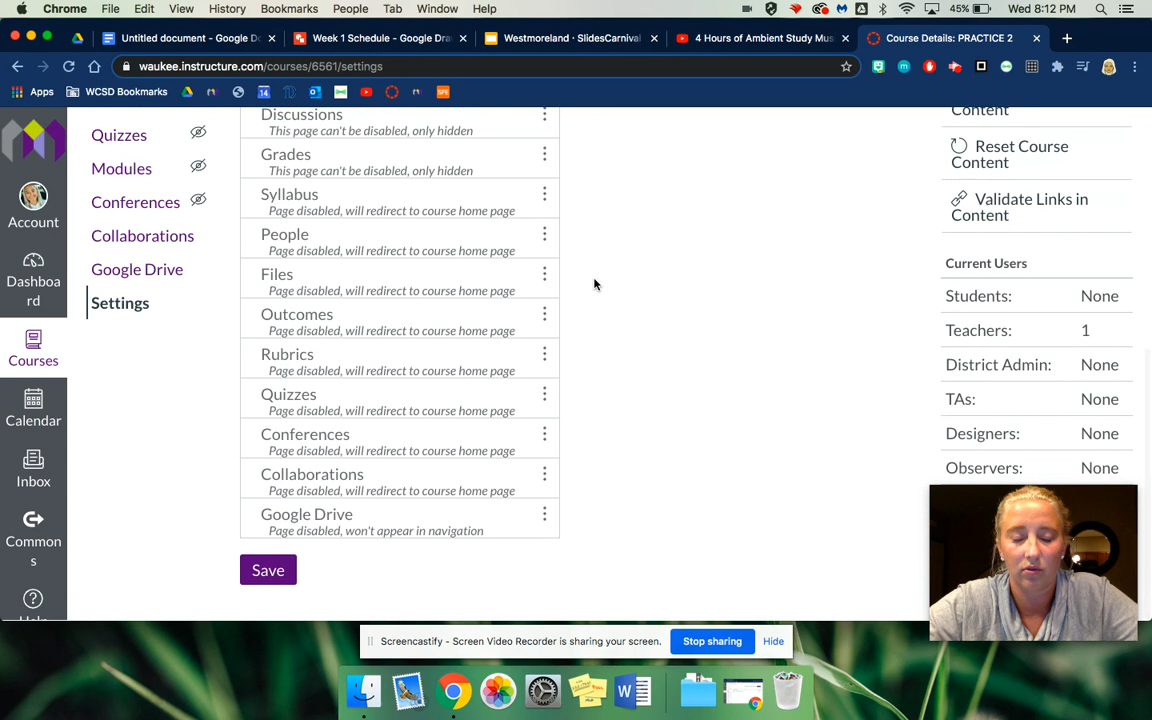 Chrome File Edit View History Bookmarks People Tab Window Help 45% Wed 8:12 PM
Untitled document - Google Do Week 1 Schedule - Google Dra Westmoreland · SlidesCarnival 4 Hours of Ambient Study Mus Course Details: PRACTICE 2
waukee.instructure.com/courses/6561/settings
Apps WCSD Bookmarks
Account
Dashboa
rd
Courses
Calendar
Inbox
Common
s
Help
Quizzes
Modules
Conferences
Collaborations
Google Drive
Settings
Discussions
This page can't be disabled, only hidden
Grades
This page can't be disabled, only hidden
Syllabus
Page disabled, will redirect to course home page
People
Page disabled, will redirect to course home page
Files
Page disabled, will redirect to course home page
Outcomes
Page disabled, will redirect to course home page
Rubrics
Page disabled, will redirect to course home page
Quizzes
Page disabled, will redirect to course home page
Conferences
Page disabled, will redirect to course home page
Collaborations
Page disabled, will redirect to course home page
Google Drive
Page disabled, won't appear in navigation
Save
Content
Reset Course
Content
Validate Links in
Content
Current Users
Students: None
Teachers: 1
District Admin: None
TAs: None
Designers: None
Observers: None
Screencastify - Screen Video Recorder is sharing your screen. Stop sharing Hide